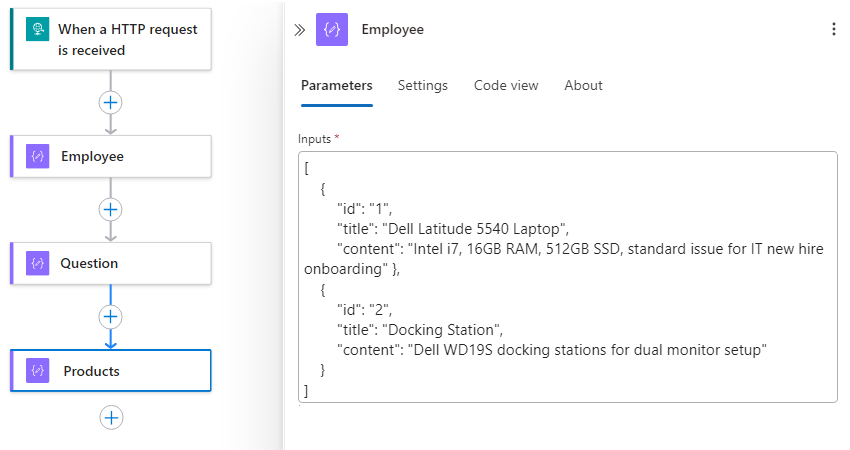 When a HTTP request
is received
Employee
Question
Products
Employee
Parameters Settings Code view About
Inputs *
[
{
"id": "1",
"title": "Dell Latitude 5540 Laptop",
"content": "Intel i7, 16GB RAM, 512GB SSD, standard issue for IT new hire
onboarding" },
{
"id": "2",
"title": "Docking Station",
"content": "Dell WD19S docking stations for dual monitor setup"
}
]